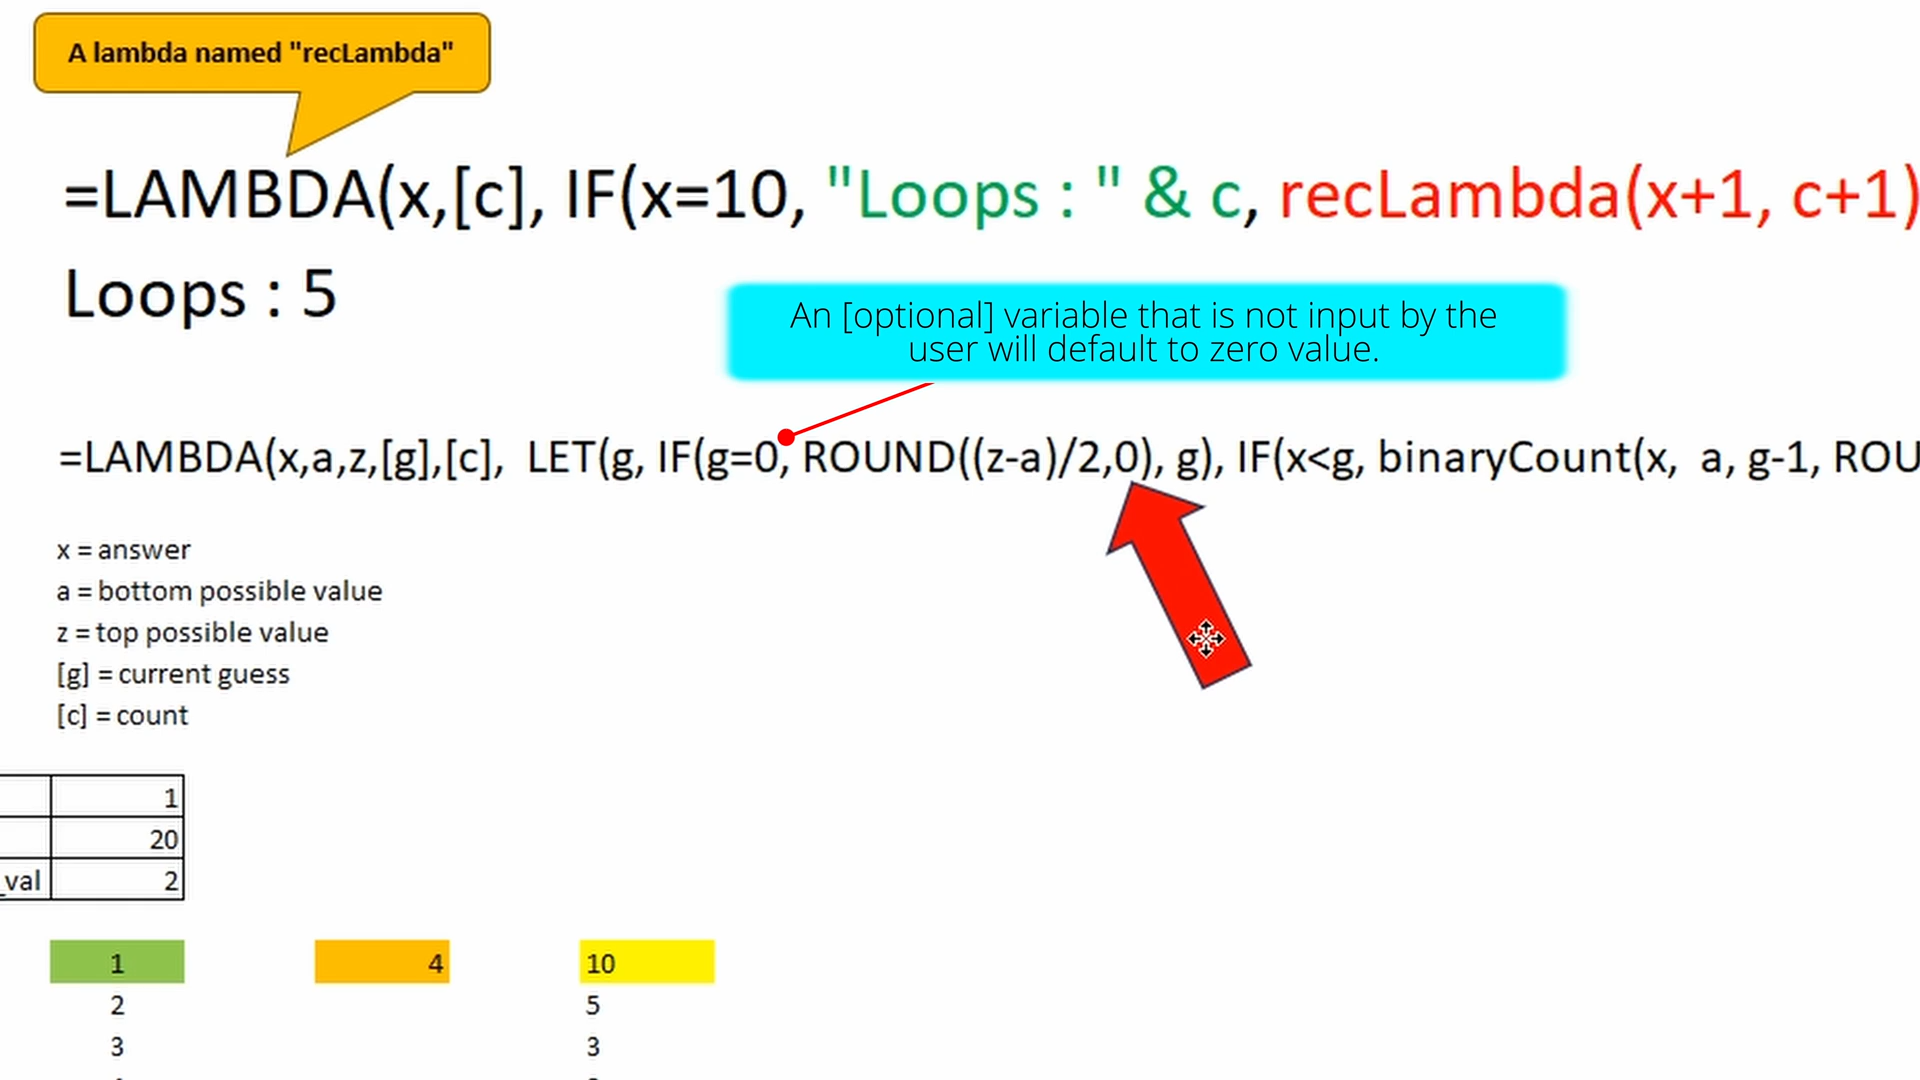 A lambda named "recLambda"
=LAMBDA(x,[c], IF(x=10, "Loops : " & c, recLambda(x+1, c+1)
Loops : 5
An [optional] variable that is not input by the
user will default to zero value.
=LAMBDA(x,a,z,[g],[c], LET(g, IF(g=0, ROUND((z-a)/2,0), g), IF(x<g, binaryCount(x, a, g-1, ROU
x = answer
a = bottom possible value
z = top possible value
[g] = current guess
[c] = count
1
20
_val 2
1 4 10
2 5
3 3